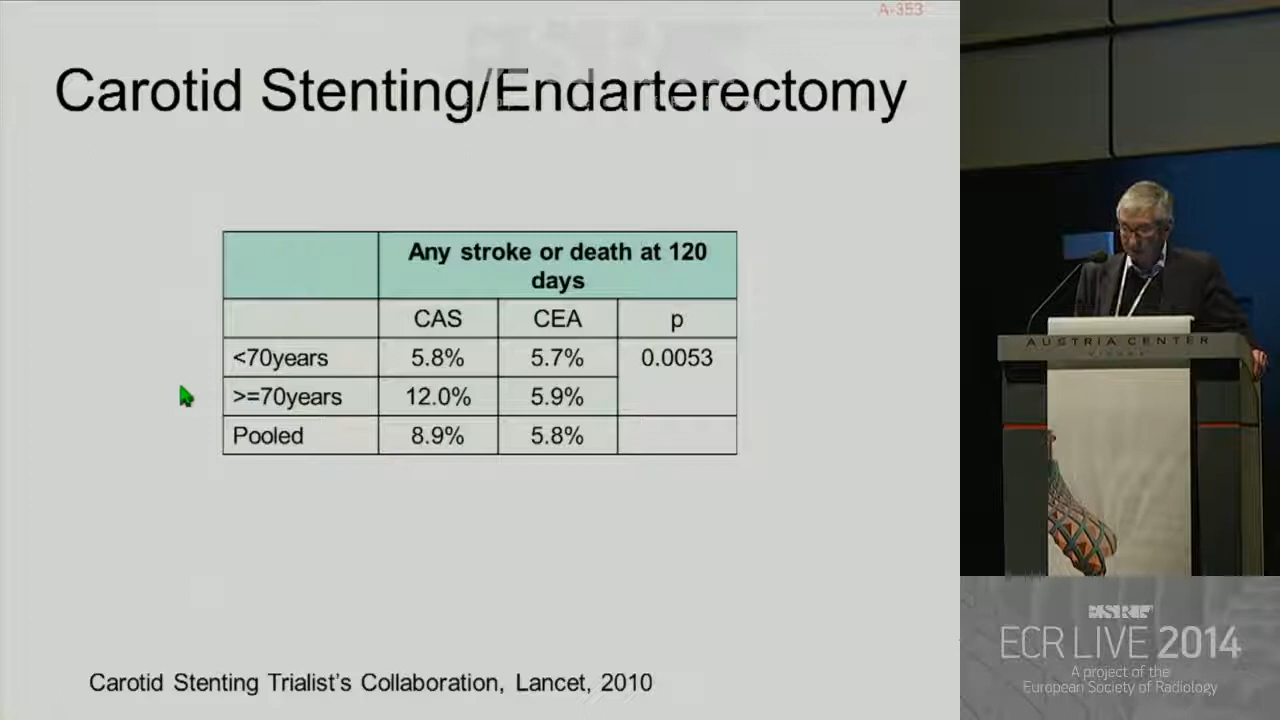 A-353
Carotid Stenting/Endarterectomy
Any stroke or death at 120
days
CAS CEA p
<70years 5.8% 5.7% 0.0053
>=70years 12.0% 5.9%
Pooled 8.9% 5.8%
Carotid Stenting Trialist's Collaboration, Lancet, 2010
AUSTRIA CENTER
VIENNA
ESR
ECR LIVE 2014
A project of the
European Society of Radiology